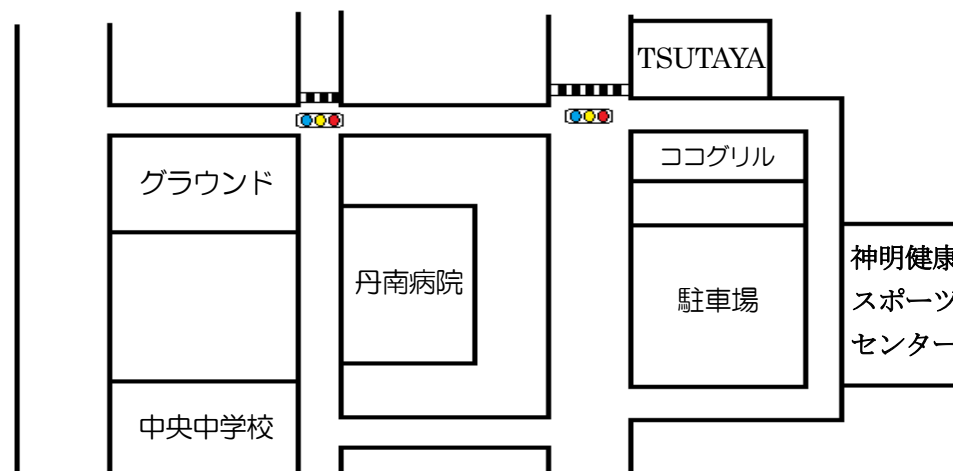 TSUTAYA
ココグリル
グラウンド
丹南病院
駐車場
神明健康
スポーツ
センター
中央中学校